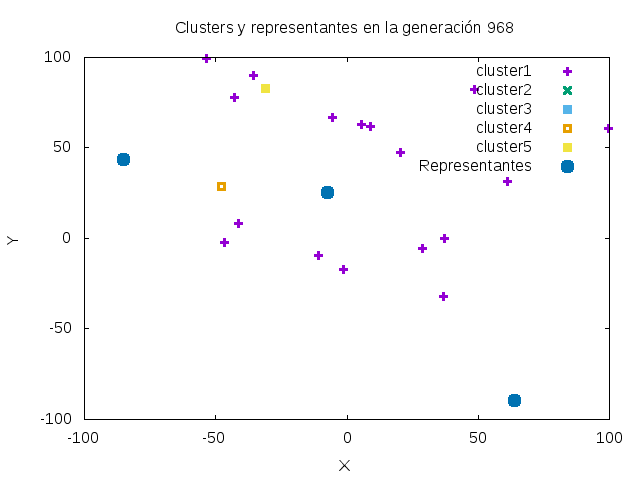 Clusters y representantes en la generación 968
100
50
0
-50
-100
-100
-50
0
50
100
Y
X
cluster1
cluster2
cluster3
cluster4
cluster5
Representantes